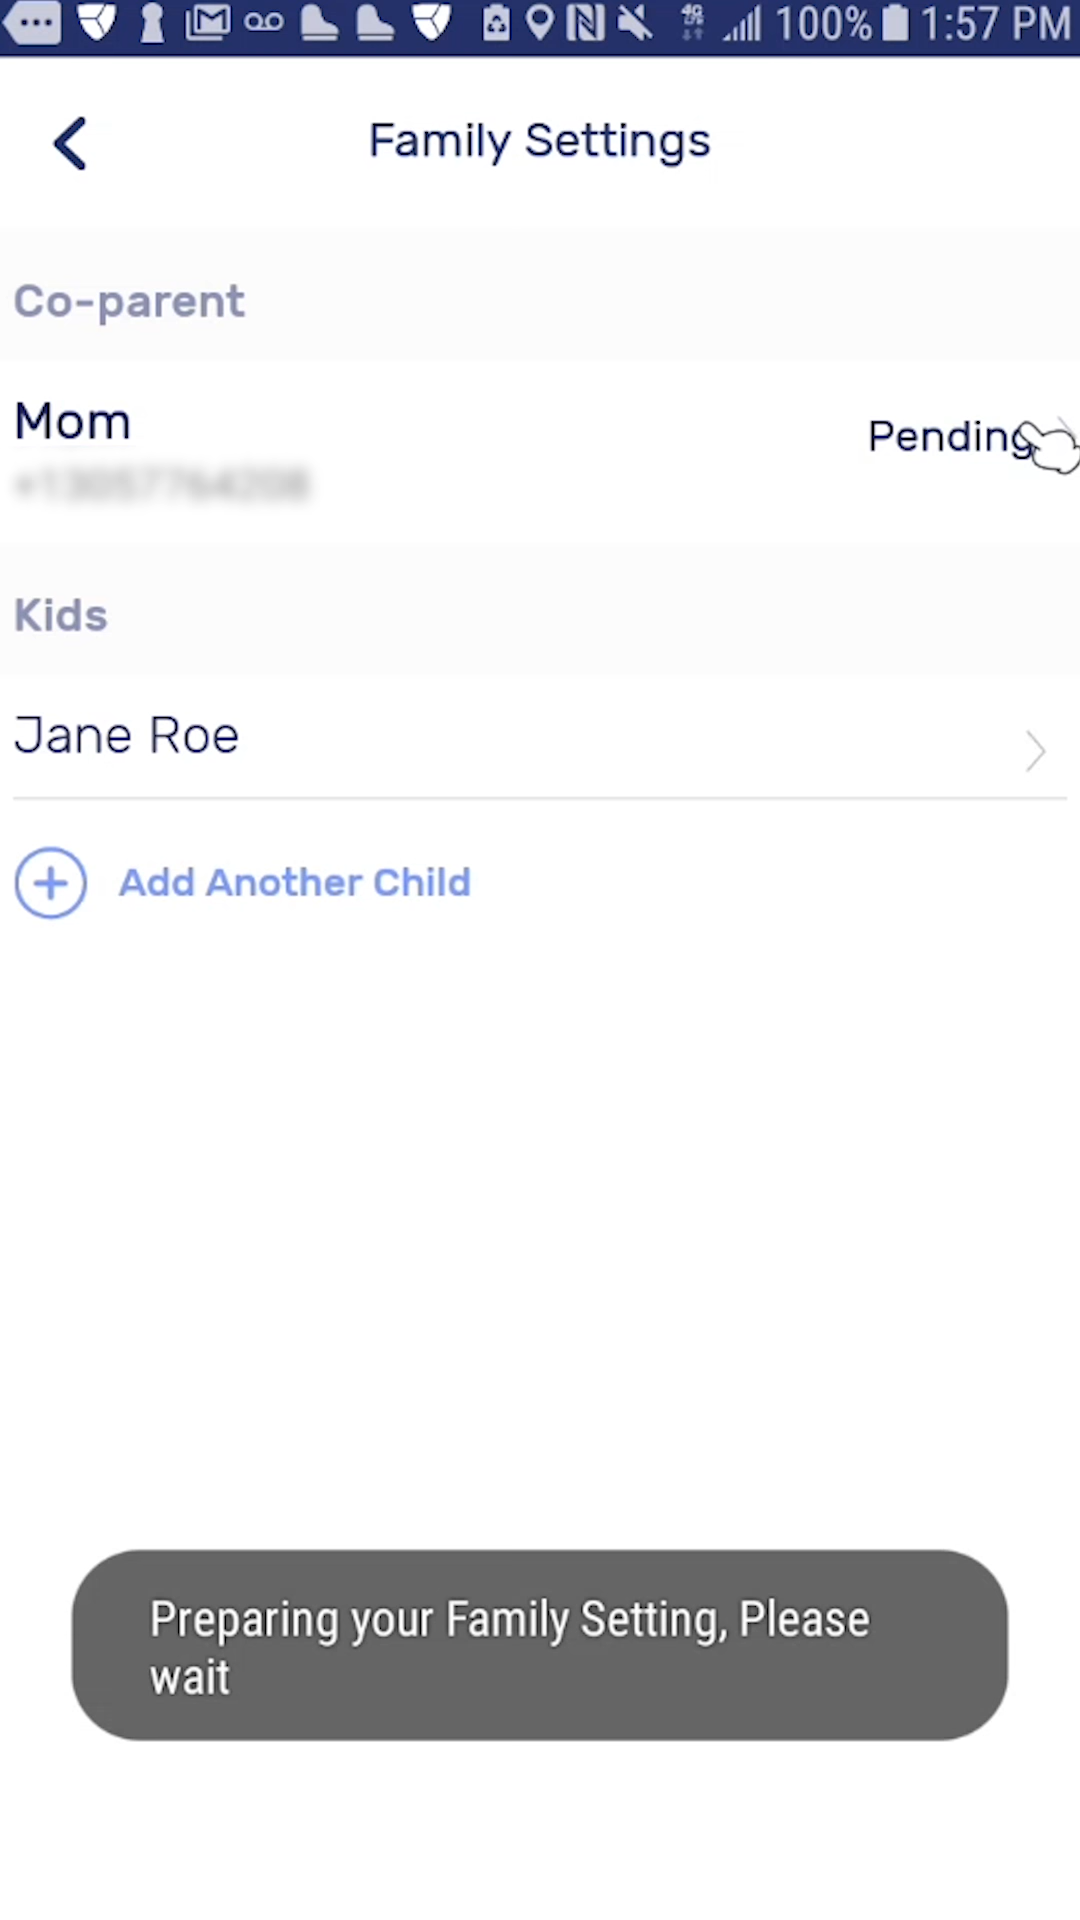 100% 1:57 PM
Family Settings
Co-parent
Mom
Pending
Kids
Jane Roe
Add Another Child
Preparing your Family Setting, Please
wait